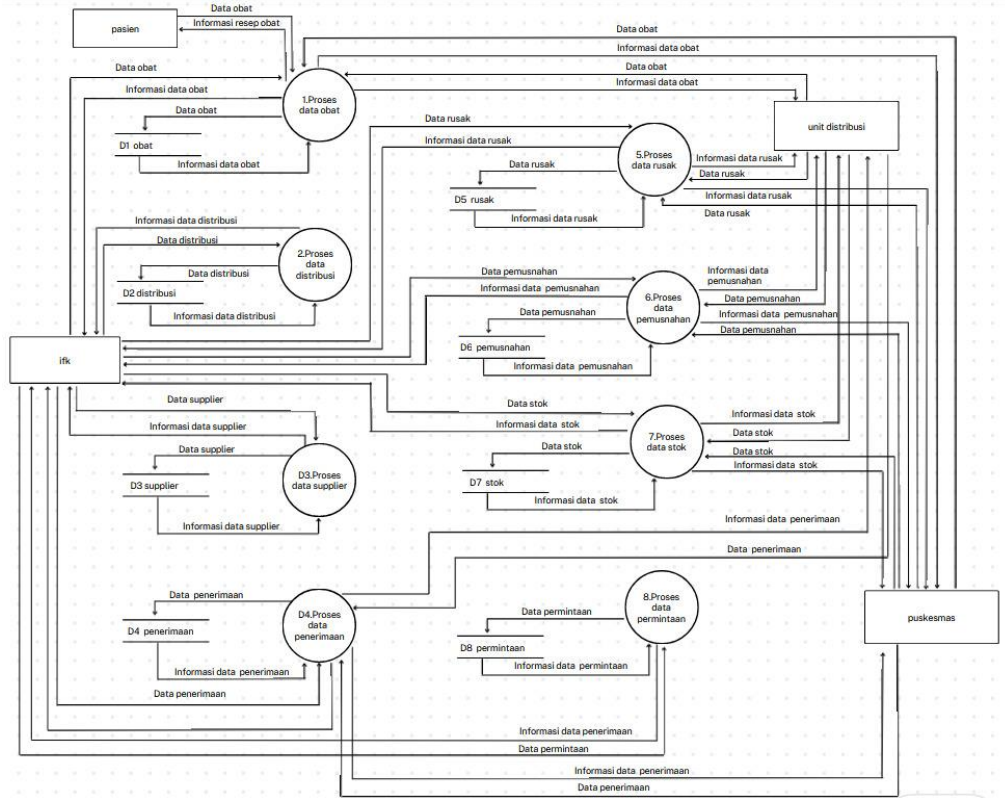 Data obat
Informasi resep obat
pasien
Data obat
Informasi data obat
Data obat
Informasi data obat
Data obat
Informasi data obat
1.Proses
data obat
Data obat
D1 obat
Informasi data obat
unit distribusi
Data rusak
Informasi data rusak
5.Proses
data rusak
Informasi data rusak
Data rusak
Data rusak
D5 rusak
Informasi data rusak
Informasi data rusak
Data rusak
Informasi data distribusi
Data distribusi
2.Proses
data
distribusi
Data distribusi
D2 distribusi
Informasi data distribusi
Data pemusnahan
Informasi data pemusnahan
6.Proses
data
pemusnahan
Informasi data
pemusnahan
Data pemusnahan
Informasi data pemusnahan
Data pemusnahan
Data pemusnahan
D6 pemusnahan
Informasi data pemusnahan
ifk
Data supplier
Informasi data supplier
Data supplier
D3 supplier
Informasi data supplier
D3.Proses
data supplier
Data stok
Informasi data stok
Data stok
D7 stok
Informasi data stok
7.Proses
data stok
Informasi data stok
Data stok
Data stok
Informasi data stok
Informasi data penerimaan
Data penerimaan
Data penerimaan
D4 penerimaan
Informasi data penerimaan
Data penerimaan
D4.Proses
data
penerimaan
8.Proses
data
permintaan
Data permintaan
D8 permintaan
Informasi data permintaan
puskesmas
Informasi data penerimaan
Data permintaan
Informasi data penerimaan
Data penerimaan